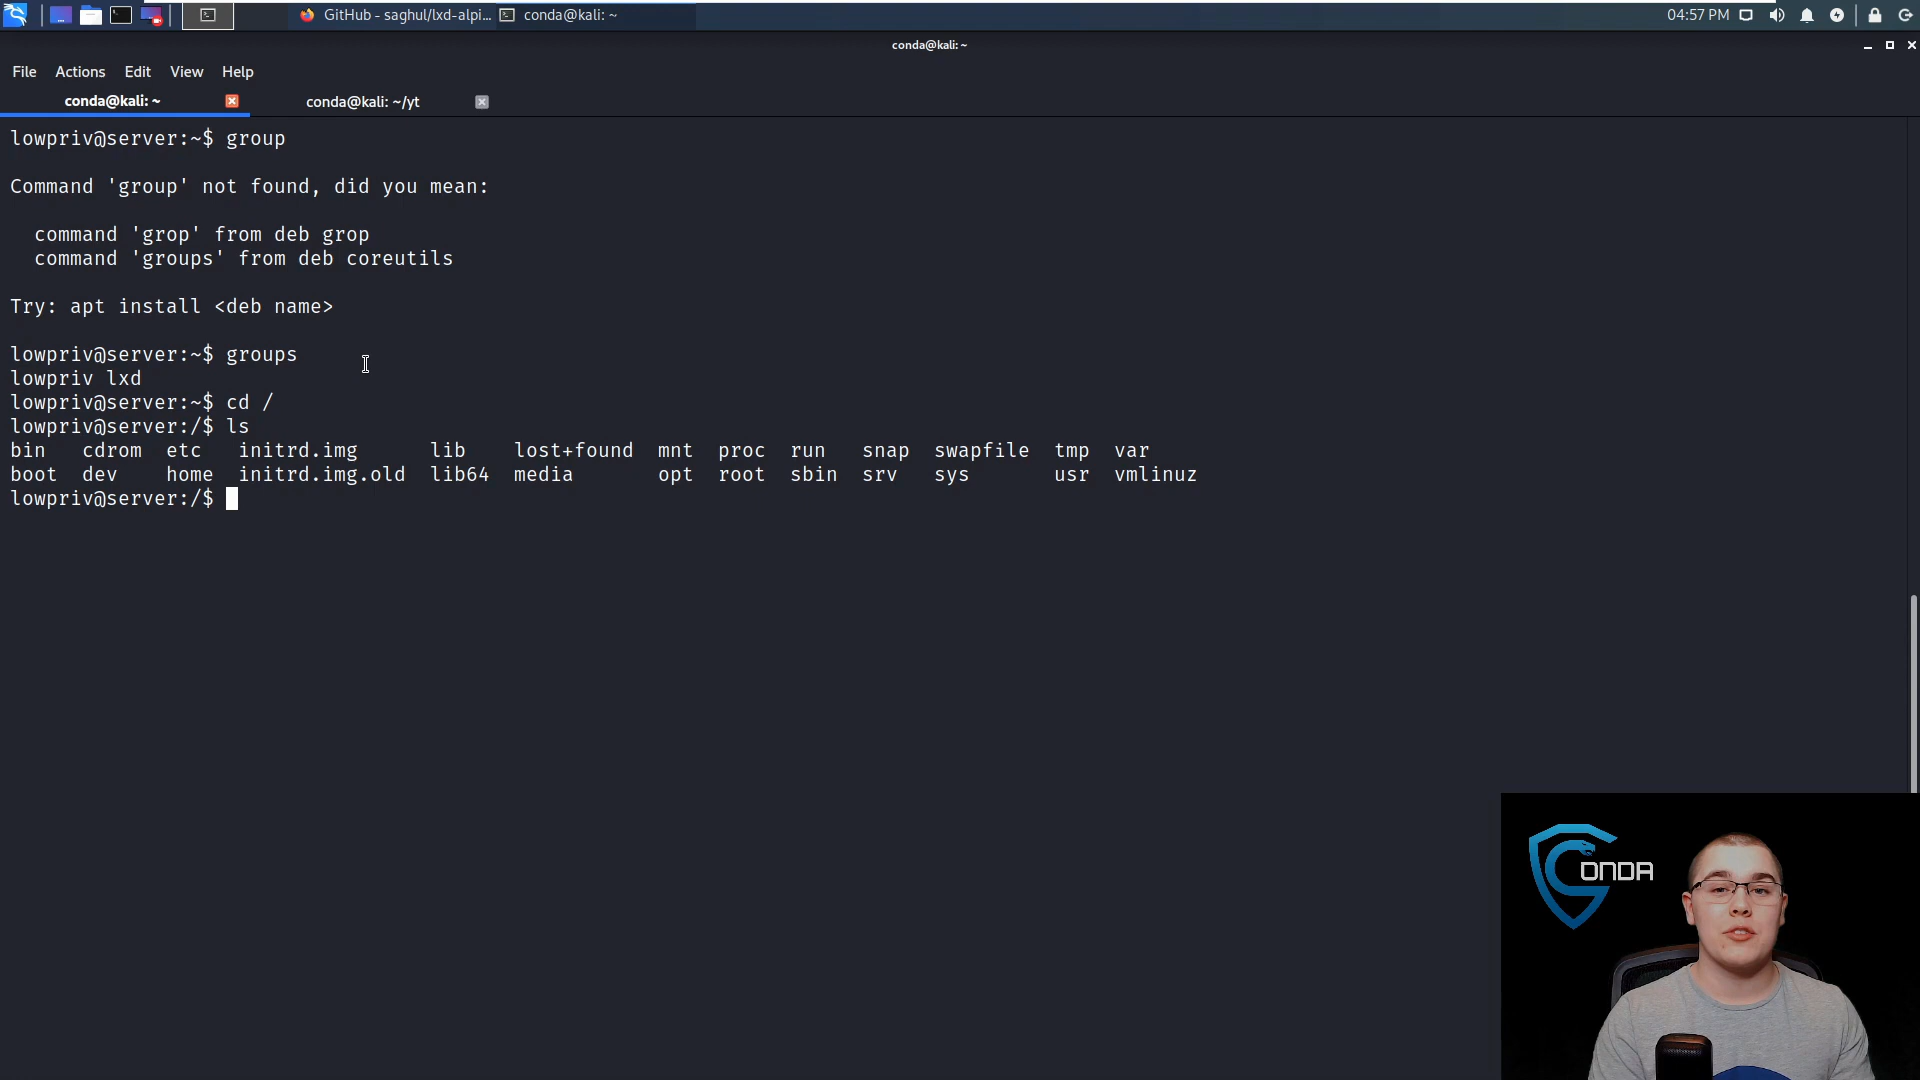 GitHub - saghul/lxd-alpi... conda@kali: ~ 04:57 PM
conda@kali: ~
File Actions Edit View Help
conda@kali: ~ conda@kali: ~/yt
lowpriv@server:~$ group
Command 'group' not found, did you mean:
command 'grop' from deb grop
command 'groups' from deb coreutils
Try: apt install <deb name>
lowpriv@server:~$ groups
lowpriv lxd
lowpriv@server:~$ cd /
lowpriv@server:/$ ls
bin cdrom etc initrd.img lib lost+found mnt proc run snap swapfile tmp var
boot dev home initrd.img.old lib64 media opt root sbin srv sys usr vmlinuz
lowpriv@server:/$
CONDA